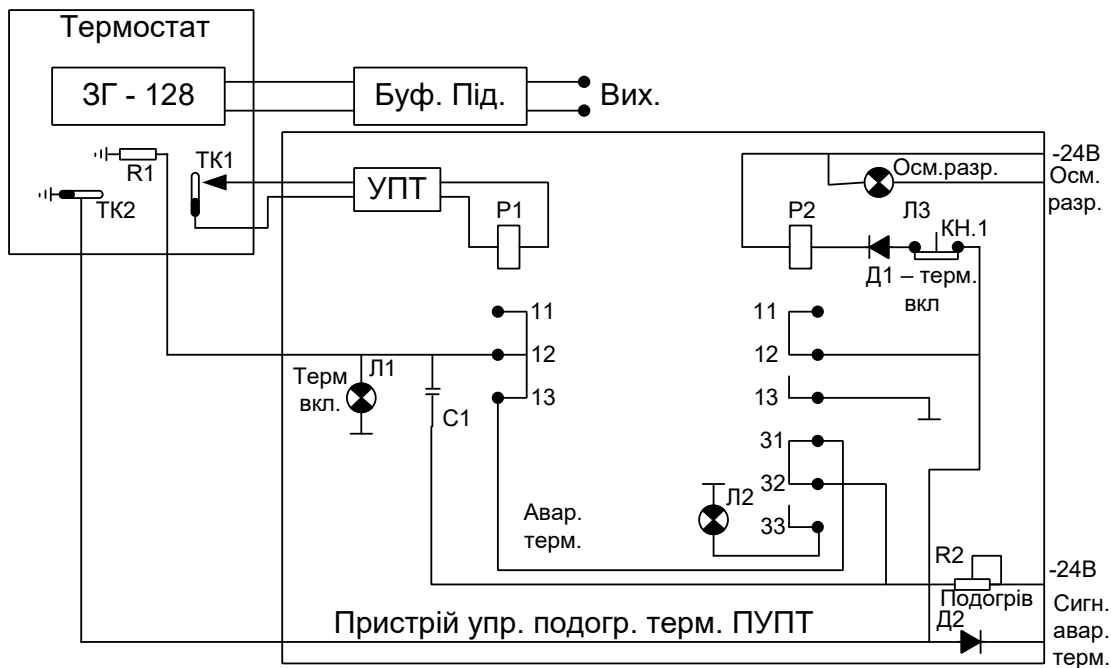 Термостат
ЗГ - 128
Буф. Під.
Вих.
R1
ТК1
ТК2
УПТ
Р1
Р2
-24В
Осм.разр.
Осм.
разр.
Л3
КН.1
Д1 – терм.
вкл
11
12
13
11
12
13
31
32
33
Терм
вкл.
Л1
С1
Авар.
терм.
Л2
R2
-24В
Подогрів
Д2
Сигн.
авар.
терм.
Пристрій упр. подогр. терм. ПУПТ